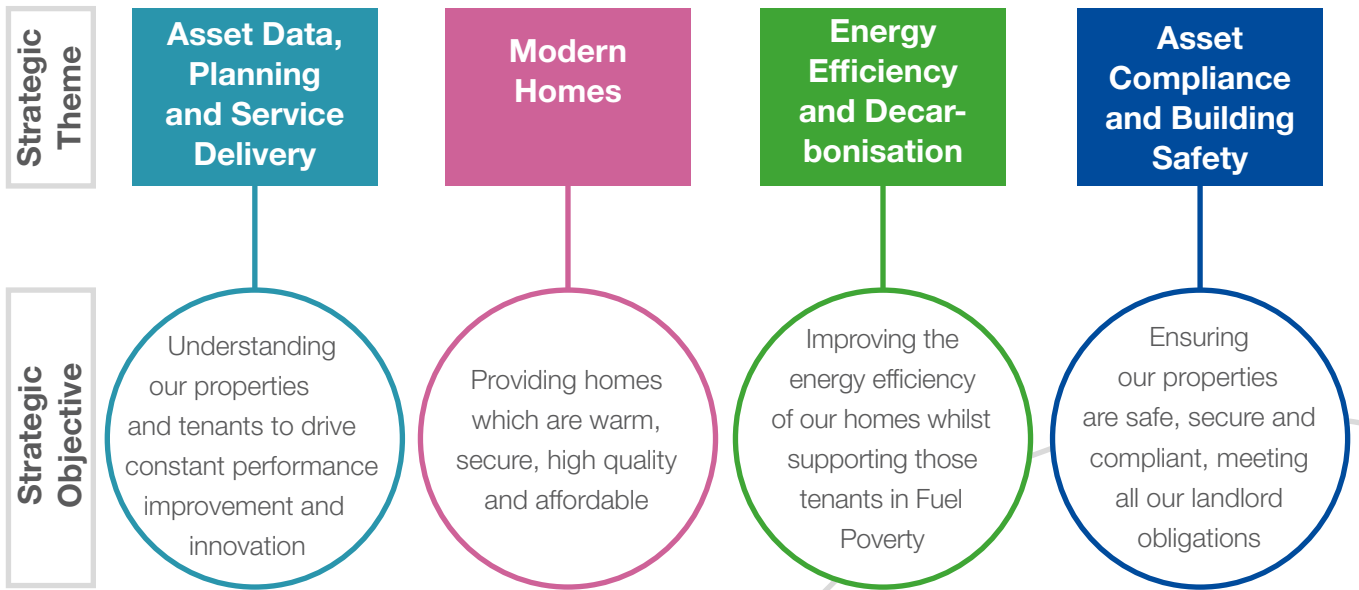 Strategic
Theme
Asset Data,
Planning
and Service
Delivery
Modern
Homes
Energy
Efficiency
and Decar-
bonisation
Asset
Compliance
and Building
Safety
Strategic
Objective
Understanding
our properties
and tenants to drive
constant performance
improvement and
innovation
Providing homes
which are warm,
secure, high quality
and affordable
Improving the
energy efficiency
of our homes whilst
supporting those
tenants in Fuel
Poverty
Ensuring
our properties
are safe, secure and
compliant, meeting
all our landlord
obligations